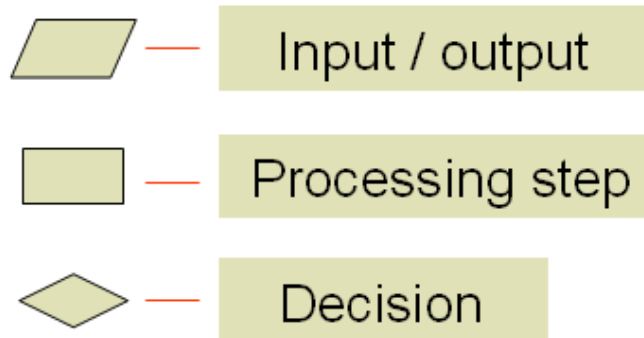 Input / output
Processing step
Decision